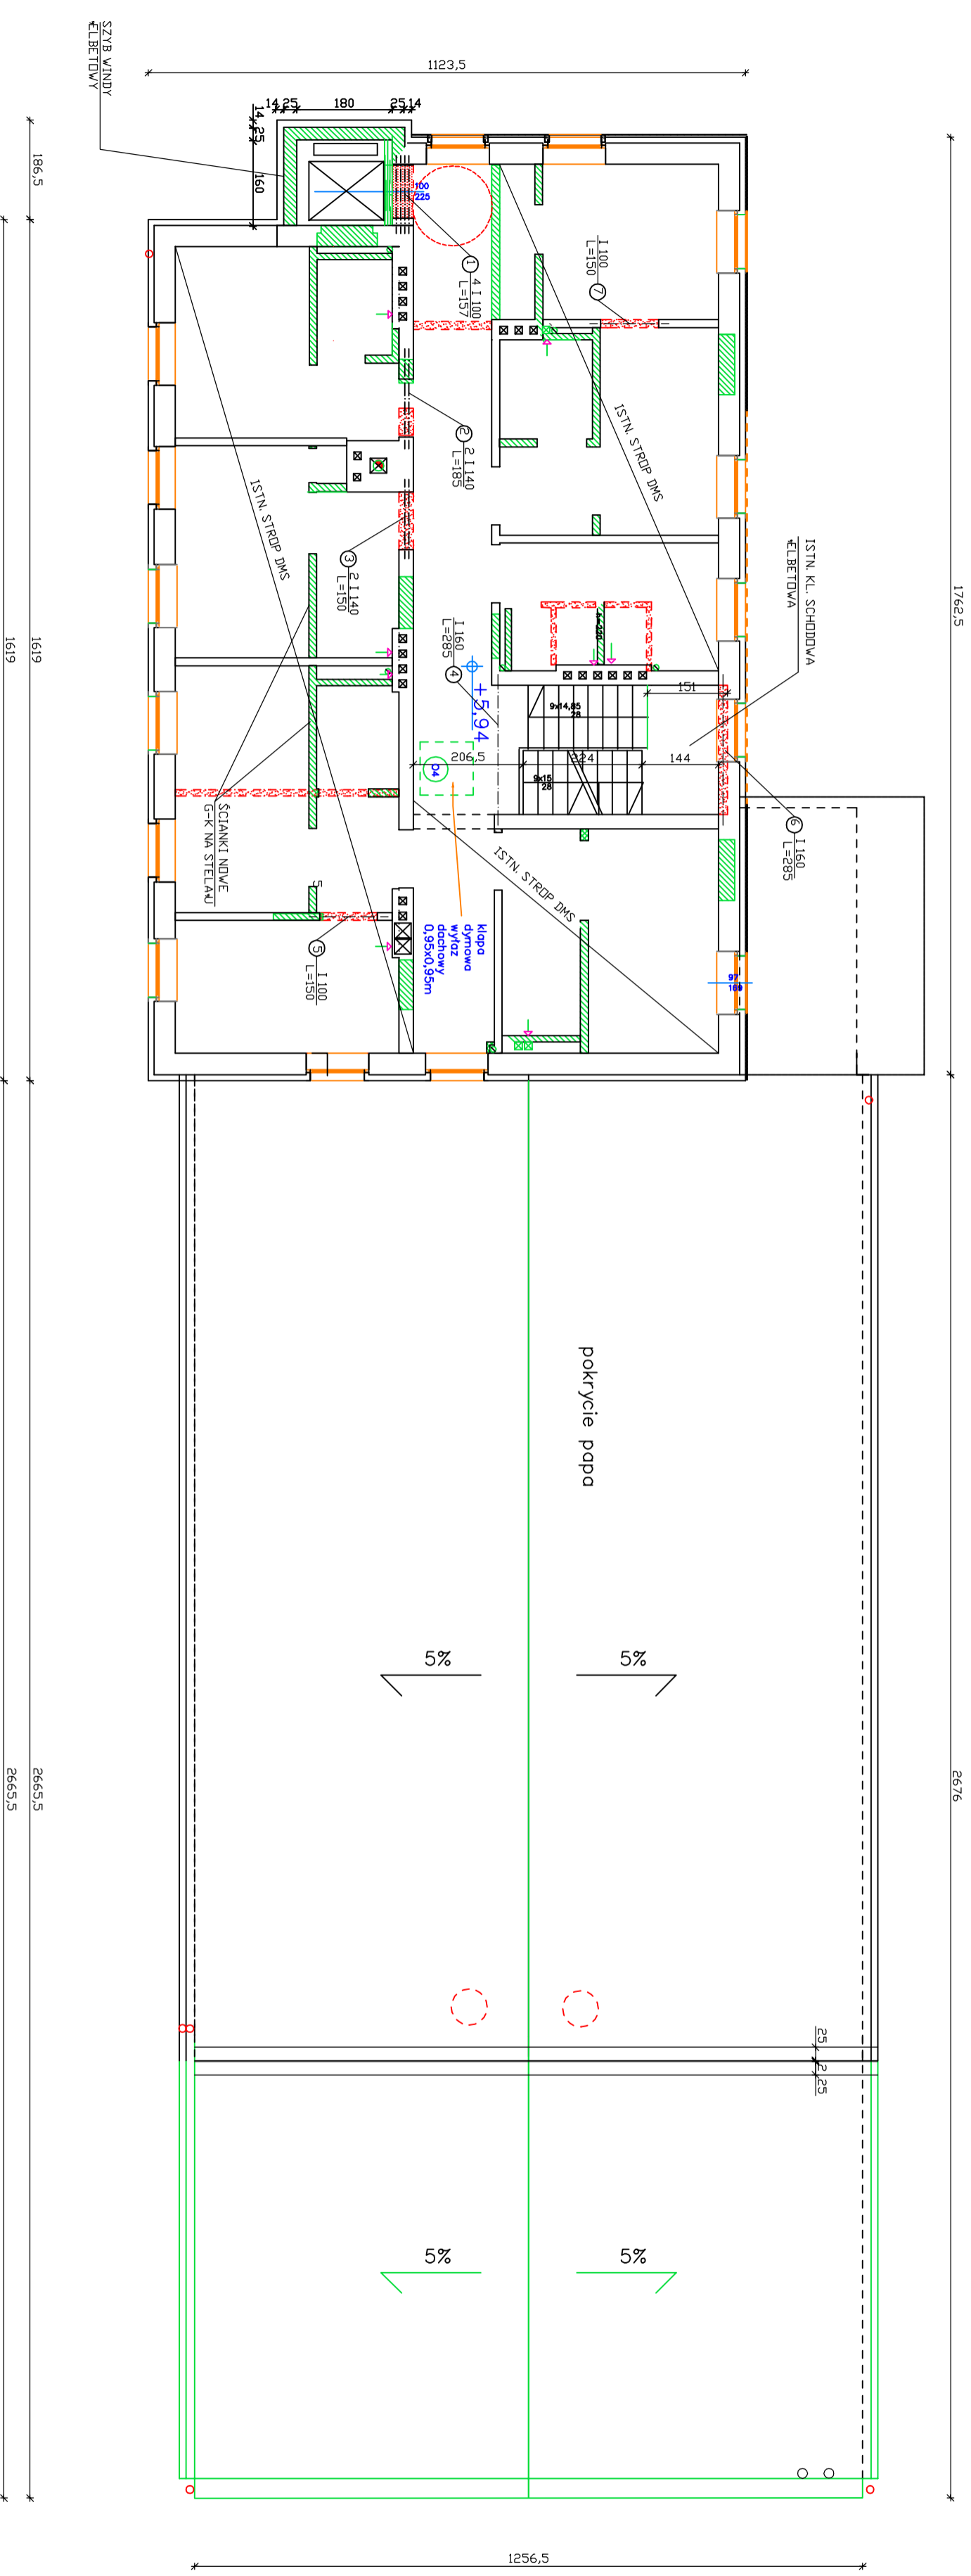 1123,5
SZYB WINDY
ŁELBETOWY
186,5
1619
1619
2665,5
2665,5
1762,5
2676
1256,5
14 25
180
25 14
14 25
160
100
225
1
4 I 100
L=157
7
I 100
L=150
2
2 I 140
L=185
3
2 I 140
L=150
4
I 160
L=285
5
I 100
L=150
6
I 160
L=285
ISTN. STROP DMS
ISTN. STROP DMS
ISTN. STROP DMS
ISTN. KL. SCHODOWA
ŁELBETOWA
+5,94
D4
151
9x14,85
28
9x15
28
206,5
224
144
ŚCIANKI NOWE
G-K NA STELAŻU
5
klapa
dymowa
wyłaz
dachowy
0,95x0,95m
97
169
pokrycie papa
5%
5%
25
2
25
5%
5%